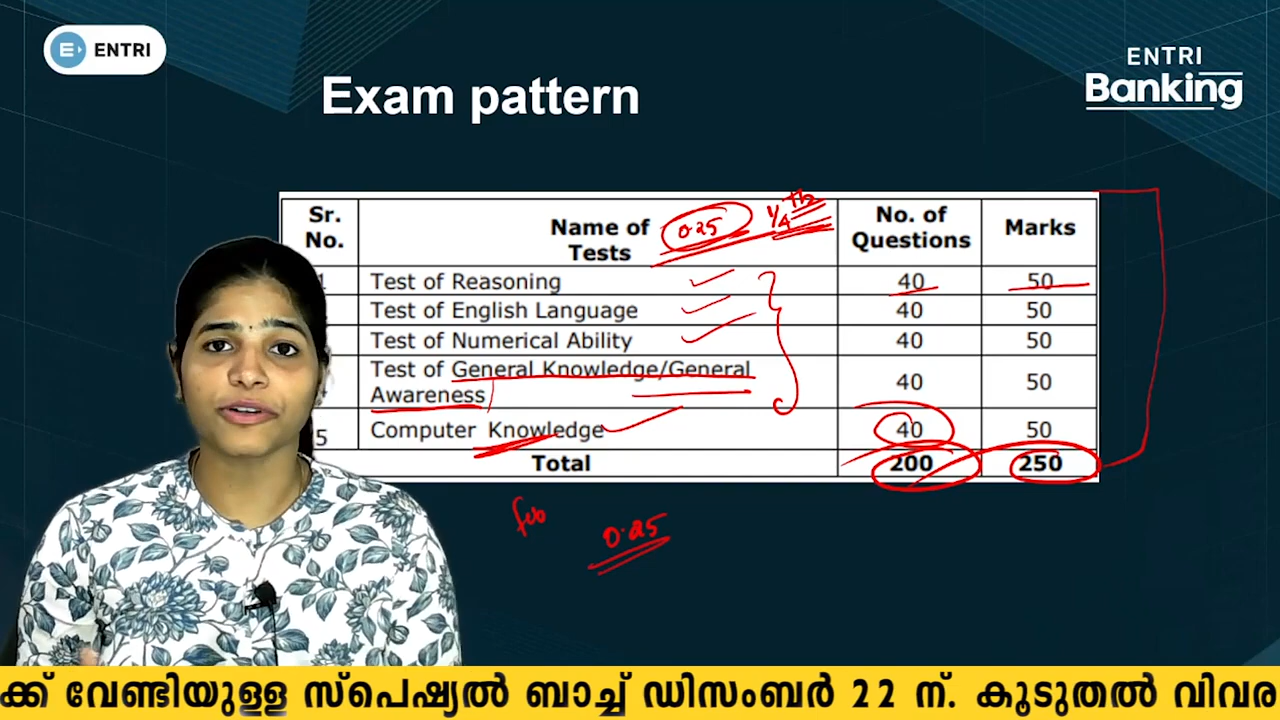 ENTRI
ENTRI
Banking
Exam pattern
Sr. No. Name of Tests 0.25 1/4 th No. of Questions Marks
1 Test of Reasoning 40 50
Test of English Language 40 50
Test of Numerical Ability 40 50
Test of General Knowledge/General Awareness 40 50
5 Computer Knowledge 40 50
Total 200 250
0.25
ക്ക് വേണ്ടിയുള്ള സ്പെഷ്യൽ ബാച്ച് ഡിസംബർ 22 ന്. കൂടുതൽ വിവര